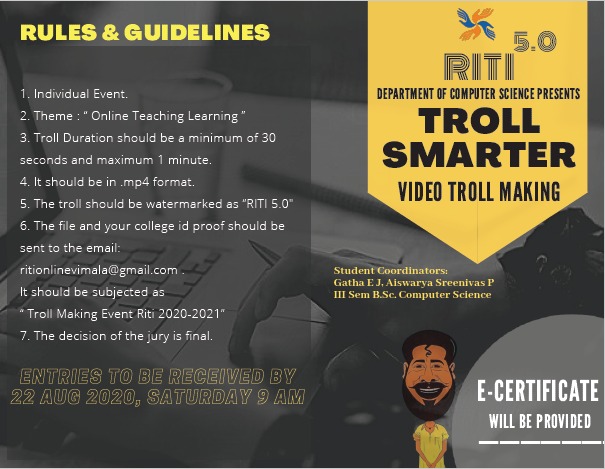 RULES & GUIDELINES
1. Individual Event.
2. Theme : “ Online Teaching Learning ”
3. Troll Duration should be a minimum of 30
seconds and maximum 1 minute.
4. It should be in .mp4 format.
5. The troll should be watermarked as “RITI 5.0"
6. The file and your college id proof should be
sent to the email:
ritionlinevimala@gmail.com .
It should be subjected as
“ Troll Making Event Riti 2020-2021”
7. The decision of the jury is final.
ENTRIES TO BE RECEIVED BY
22 AUG 2020, SATURDAY 9 AM
RITI 5.0
DEPARTMENT OF COMPUTER SCIENCE PRESENTS
TROLL
SMARTER
VIDEO TROLL MAKING
Student Coordinators:
Gatha E J, Aiswarya Sreenivas P
III Sem B.Sc. Computer Science
E-CERTIFICATE
WILL BE PROVIDED